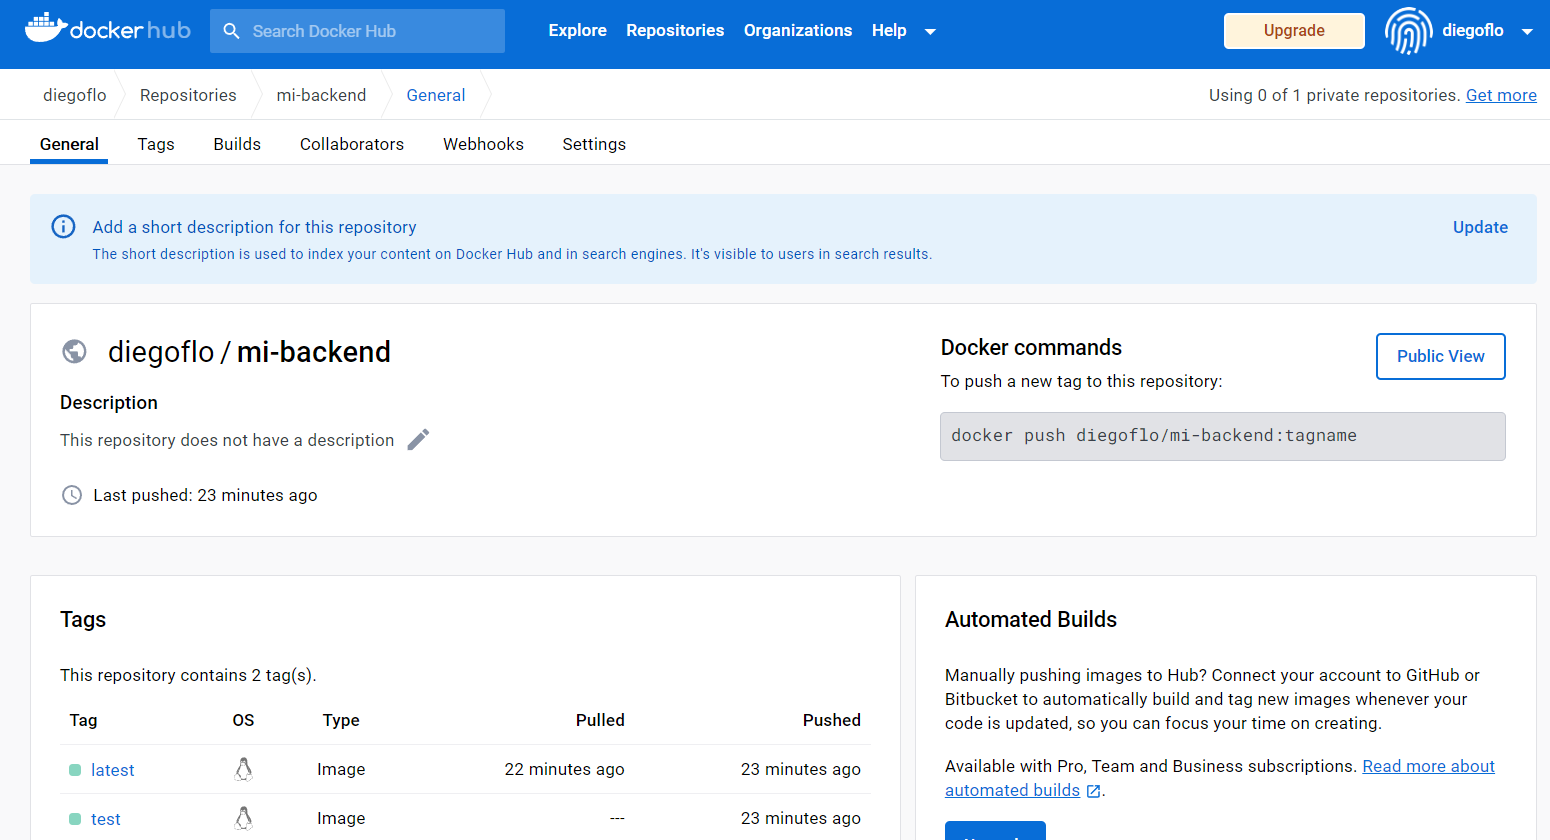 docker hub
Search Docker Hub
Explore Repositories Organizations Help
Upgrade
diegoflo
diegoflo Repositories mi-backend General
Using 0 of 1 private repositories. Get more
General Tags Builds Collaborators Webhooks Settings
Add a short description for this repository
Update
The short description is used to index your content on Docker Hub and in search engines. It's visible to users in search results.
diegoflo / mi-backend
Description
This repository does not have a description
Last pushed: 23 minutes ago
Docker commands
Public View
To push a new tag to this repository:
docker push diegoflo/mi-backend:tagname
Tags
This repository contains 2 tag(s).
Tag OS Type Pulled Pushed
latest Image 22 minutes ago 23 minutes ago
test Image --- 23 minutes ago
Automated Builds
Manually pushing images to Hub? Connect your account to GitHub or
Bitbucket to automatically build and tag new images whenever your
code is updated, so you can focus your time on creating.
Available with Pro, Team and Business subscriptions. Read more about
automated builds .